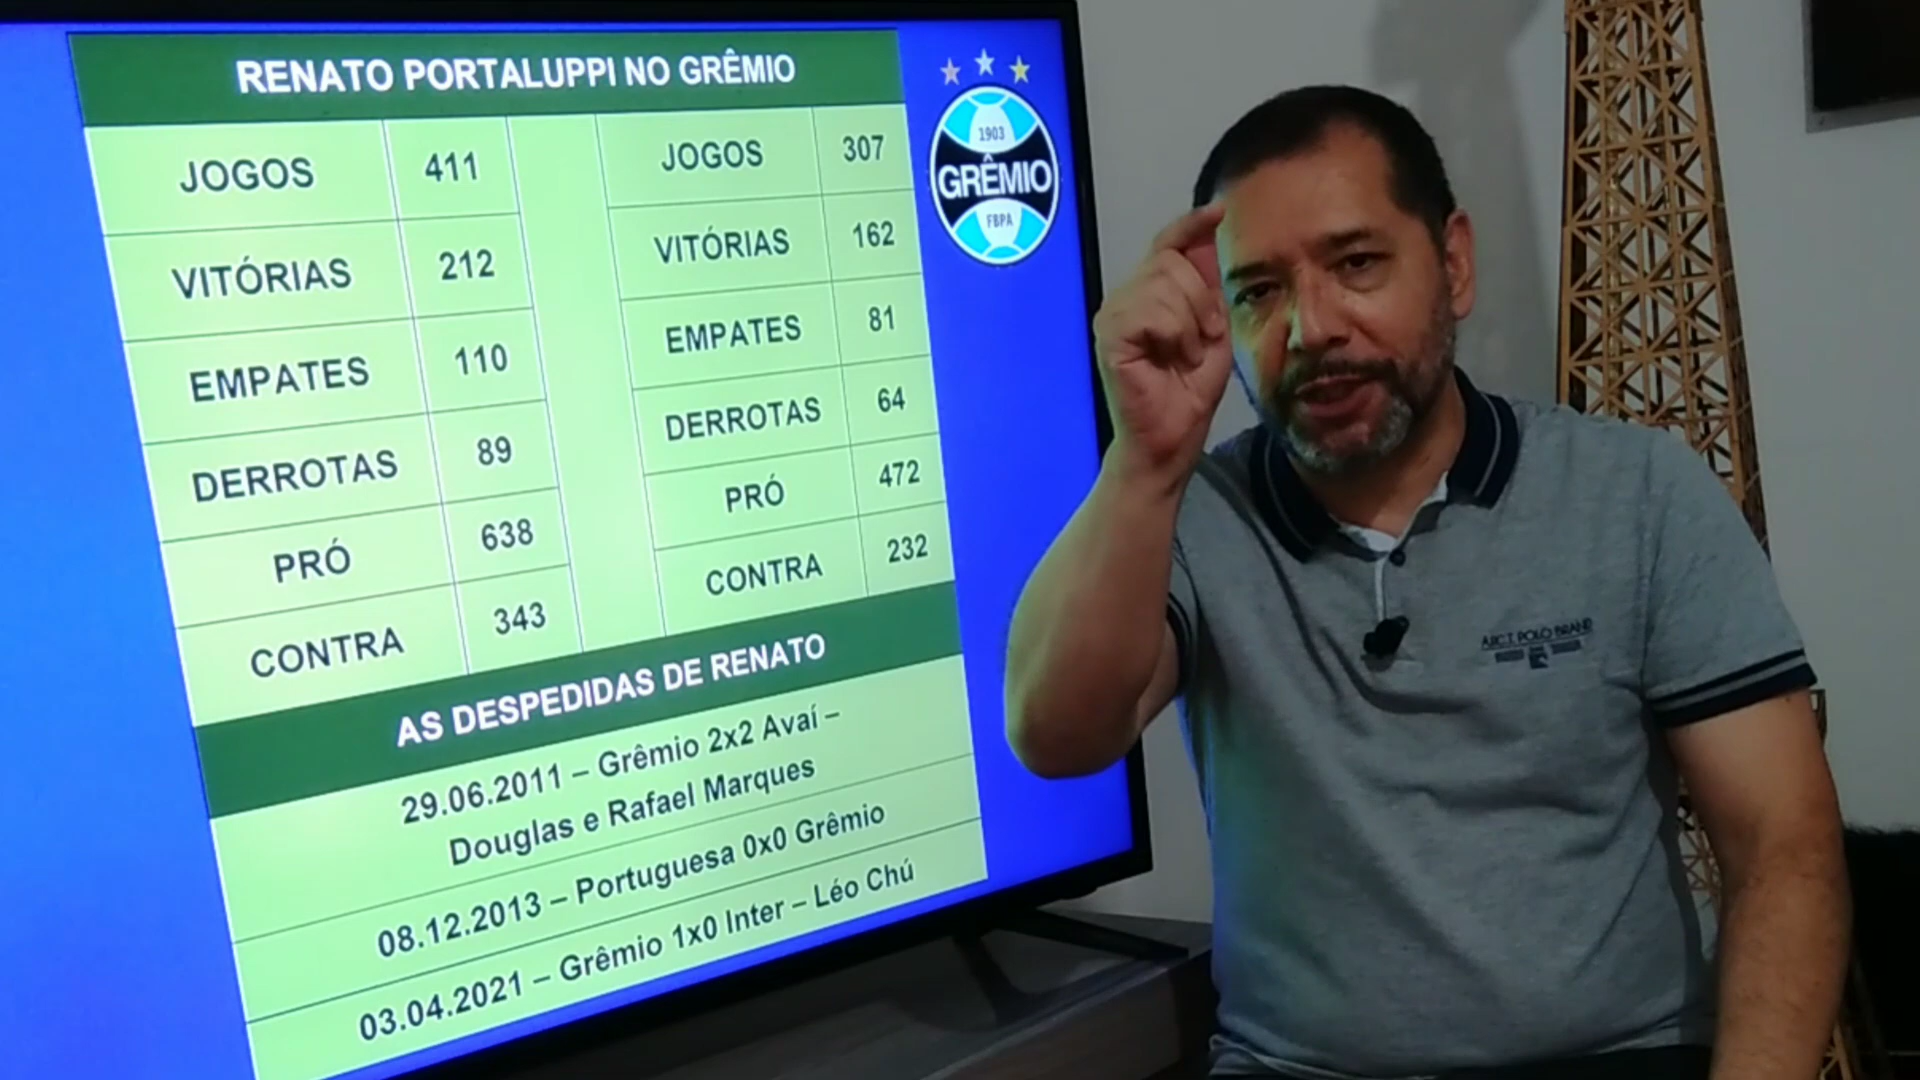 RENATO PORTALUPPI NO GRÊMIO
JOGOS 411
VITÓRIAS 212
EMPATES 110
DERROTAS 89
PRÓ 638
CONTRA 343
JOGOS 307
VITÓRIAS 162
EMPATES 81
DERROTAS 64
PRÓ 472
CONTRA 232
AS DESPEDIDAS DE RENATO
29.06.2011 – Grêmio 2x2 Avaí –
Douglas e Rafael Marques
08.12.2013 – Portuguesa 0x0 Grêmio
03.04.2021 – Grêmio 1x0 Inter – Léo Chú
1903
GRÊMIO
FBPA
POLO BRAND